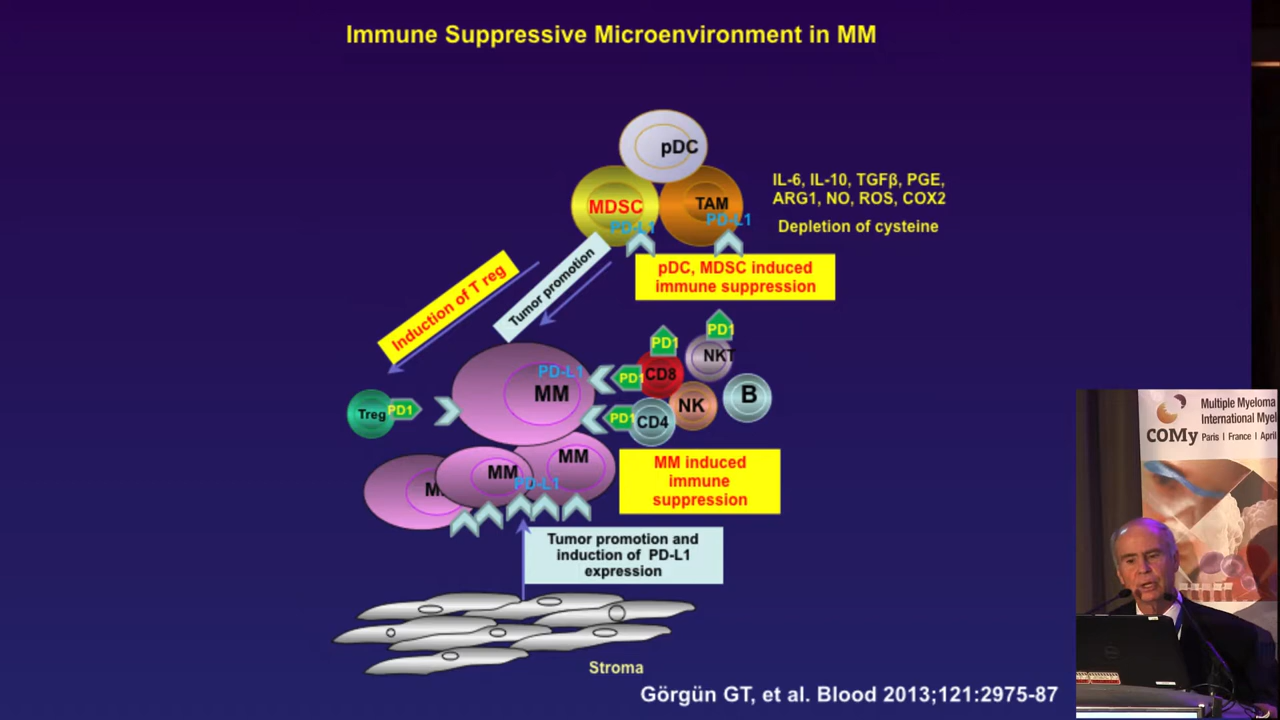 Immune Suppressive Microenvironment in MM
pDC
MDSC
PD-L1
TAM
PD-L1
IL-6, IL-10, TGFβ, PGE,
ARG1, NO, ROS, COX2
Depletion of cysteine
pDC, MDSC induced
immune suppression
Induction of T reg
Tumor promotion
PD1
PD1
NKT
PD-L1
MM
PD1
CD8
Treg
PD1
PD1
CD4
NK
B
MM
MM
M
PD-L1
MM induced
immune
suppression
Tumor promotion and
induction of PD-L1
expression
Stroma
Görgün GT, et al. Blood 2013;121:2975-87
COMy
Multiple Myeloma
International Myel
Paris | France | April